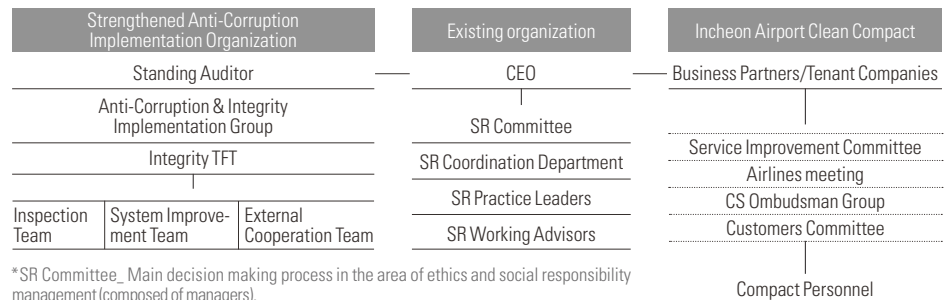 Strengthened Anti-Corruption
Implementation Organization
Standing Auditor
Anti-Corruption & Integrity
Implementation Group
Integrity TFT
Inspection
Team
System Improve-
ment Team
External
Cooperation Team
Existing organization
CEO
SR Committee
SR Coordination Department
SR Practice Leaders
SR Working Advisors
Incheon Airport Clean Compact
Business Partners/Tenant Companies
Service Improvement Committee
Airlines meeting
CS Ombudsman Group
Customers Committee
Compact Personnel
*SR Committee_ Main decision making process in the area of ethics and social responsibility
management (composed of managers).